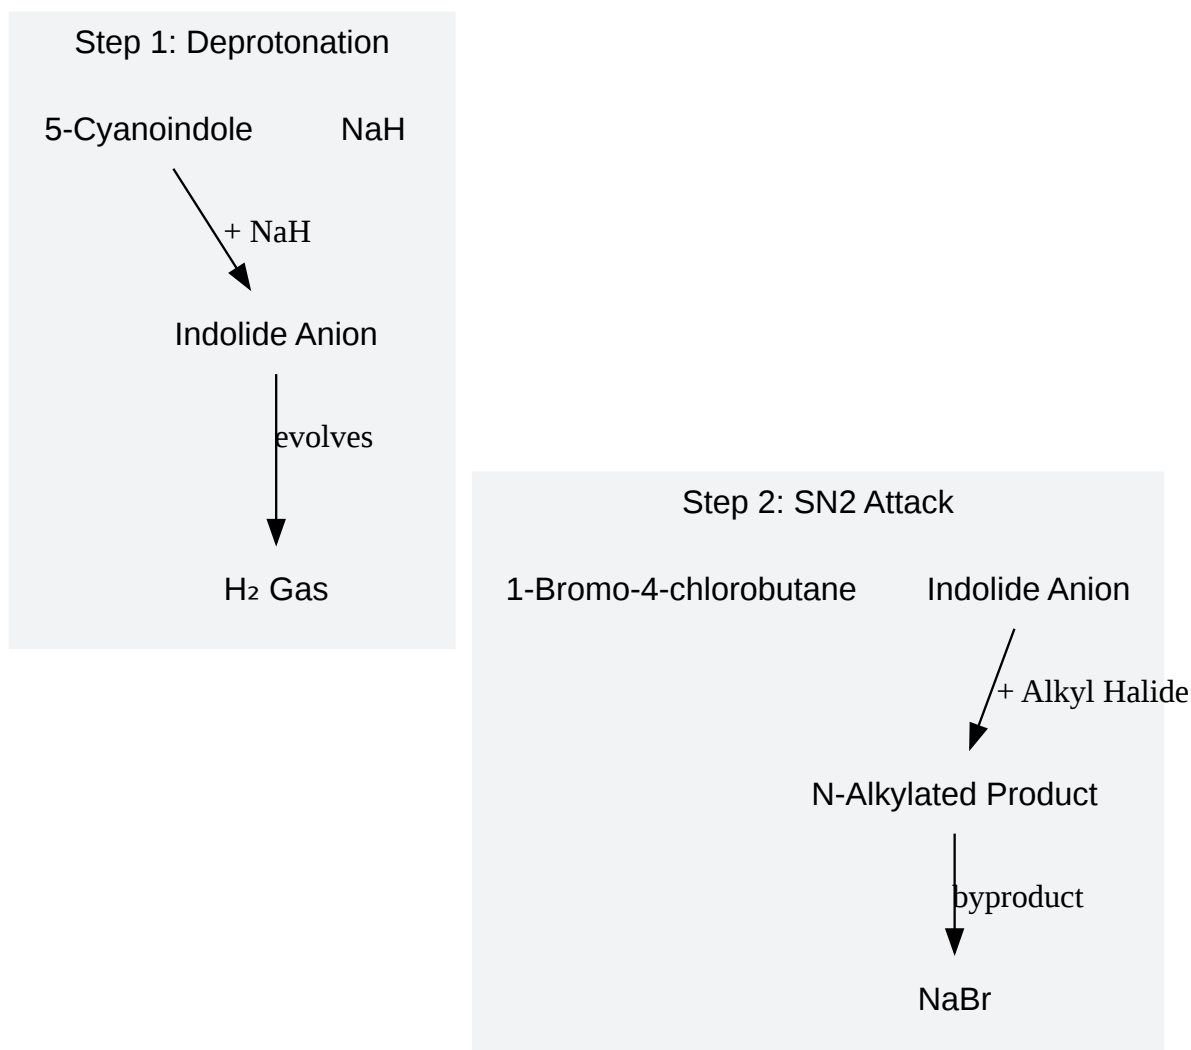 Step 1: Deprotonation
5-Cyanoindole
NaH
+ NaH
Indolide Anion
evolves
H₂ Gas
Step 2: SN2 Attack
1-Bromo-4-chlorobutane
Indolide Anion
+ Alkyl Halide
N-Alkylated Product
byproduct
NaBr